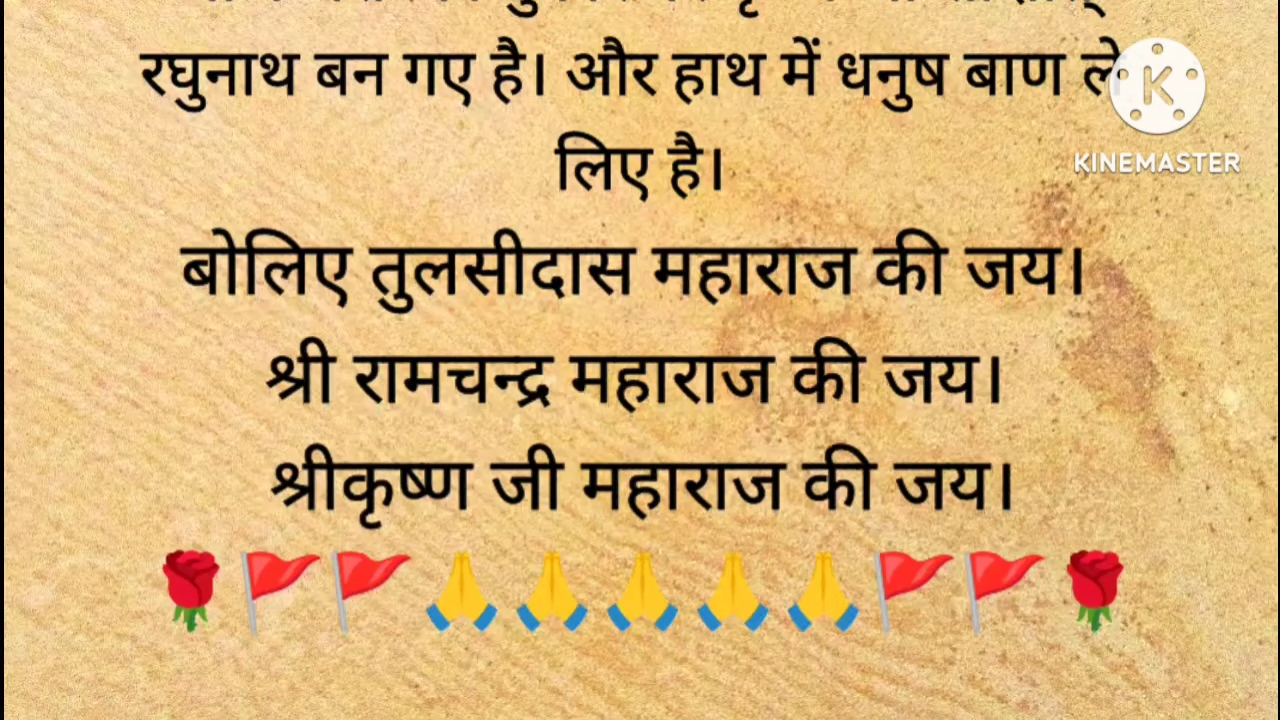 रघुनाथ बन गए है। और हाथ में धनुष बाण ले
लिए है।
बोलिए तुलसीदास महाराज की जय।
श्री रामचन्द्र महाराज की जय।
श्रीकृष्ण जी महाराज की जय।
🌹🚩🚩🙏🙏🙏🙏🙏🚩🚩🌹
K
KINEMASTER